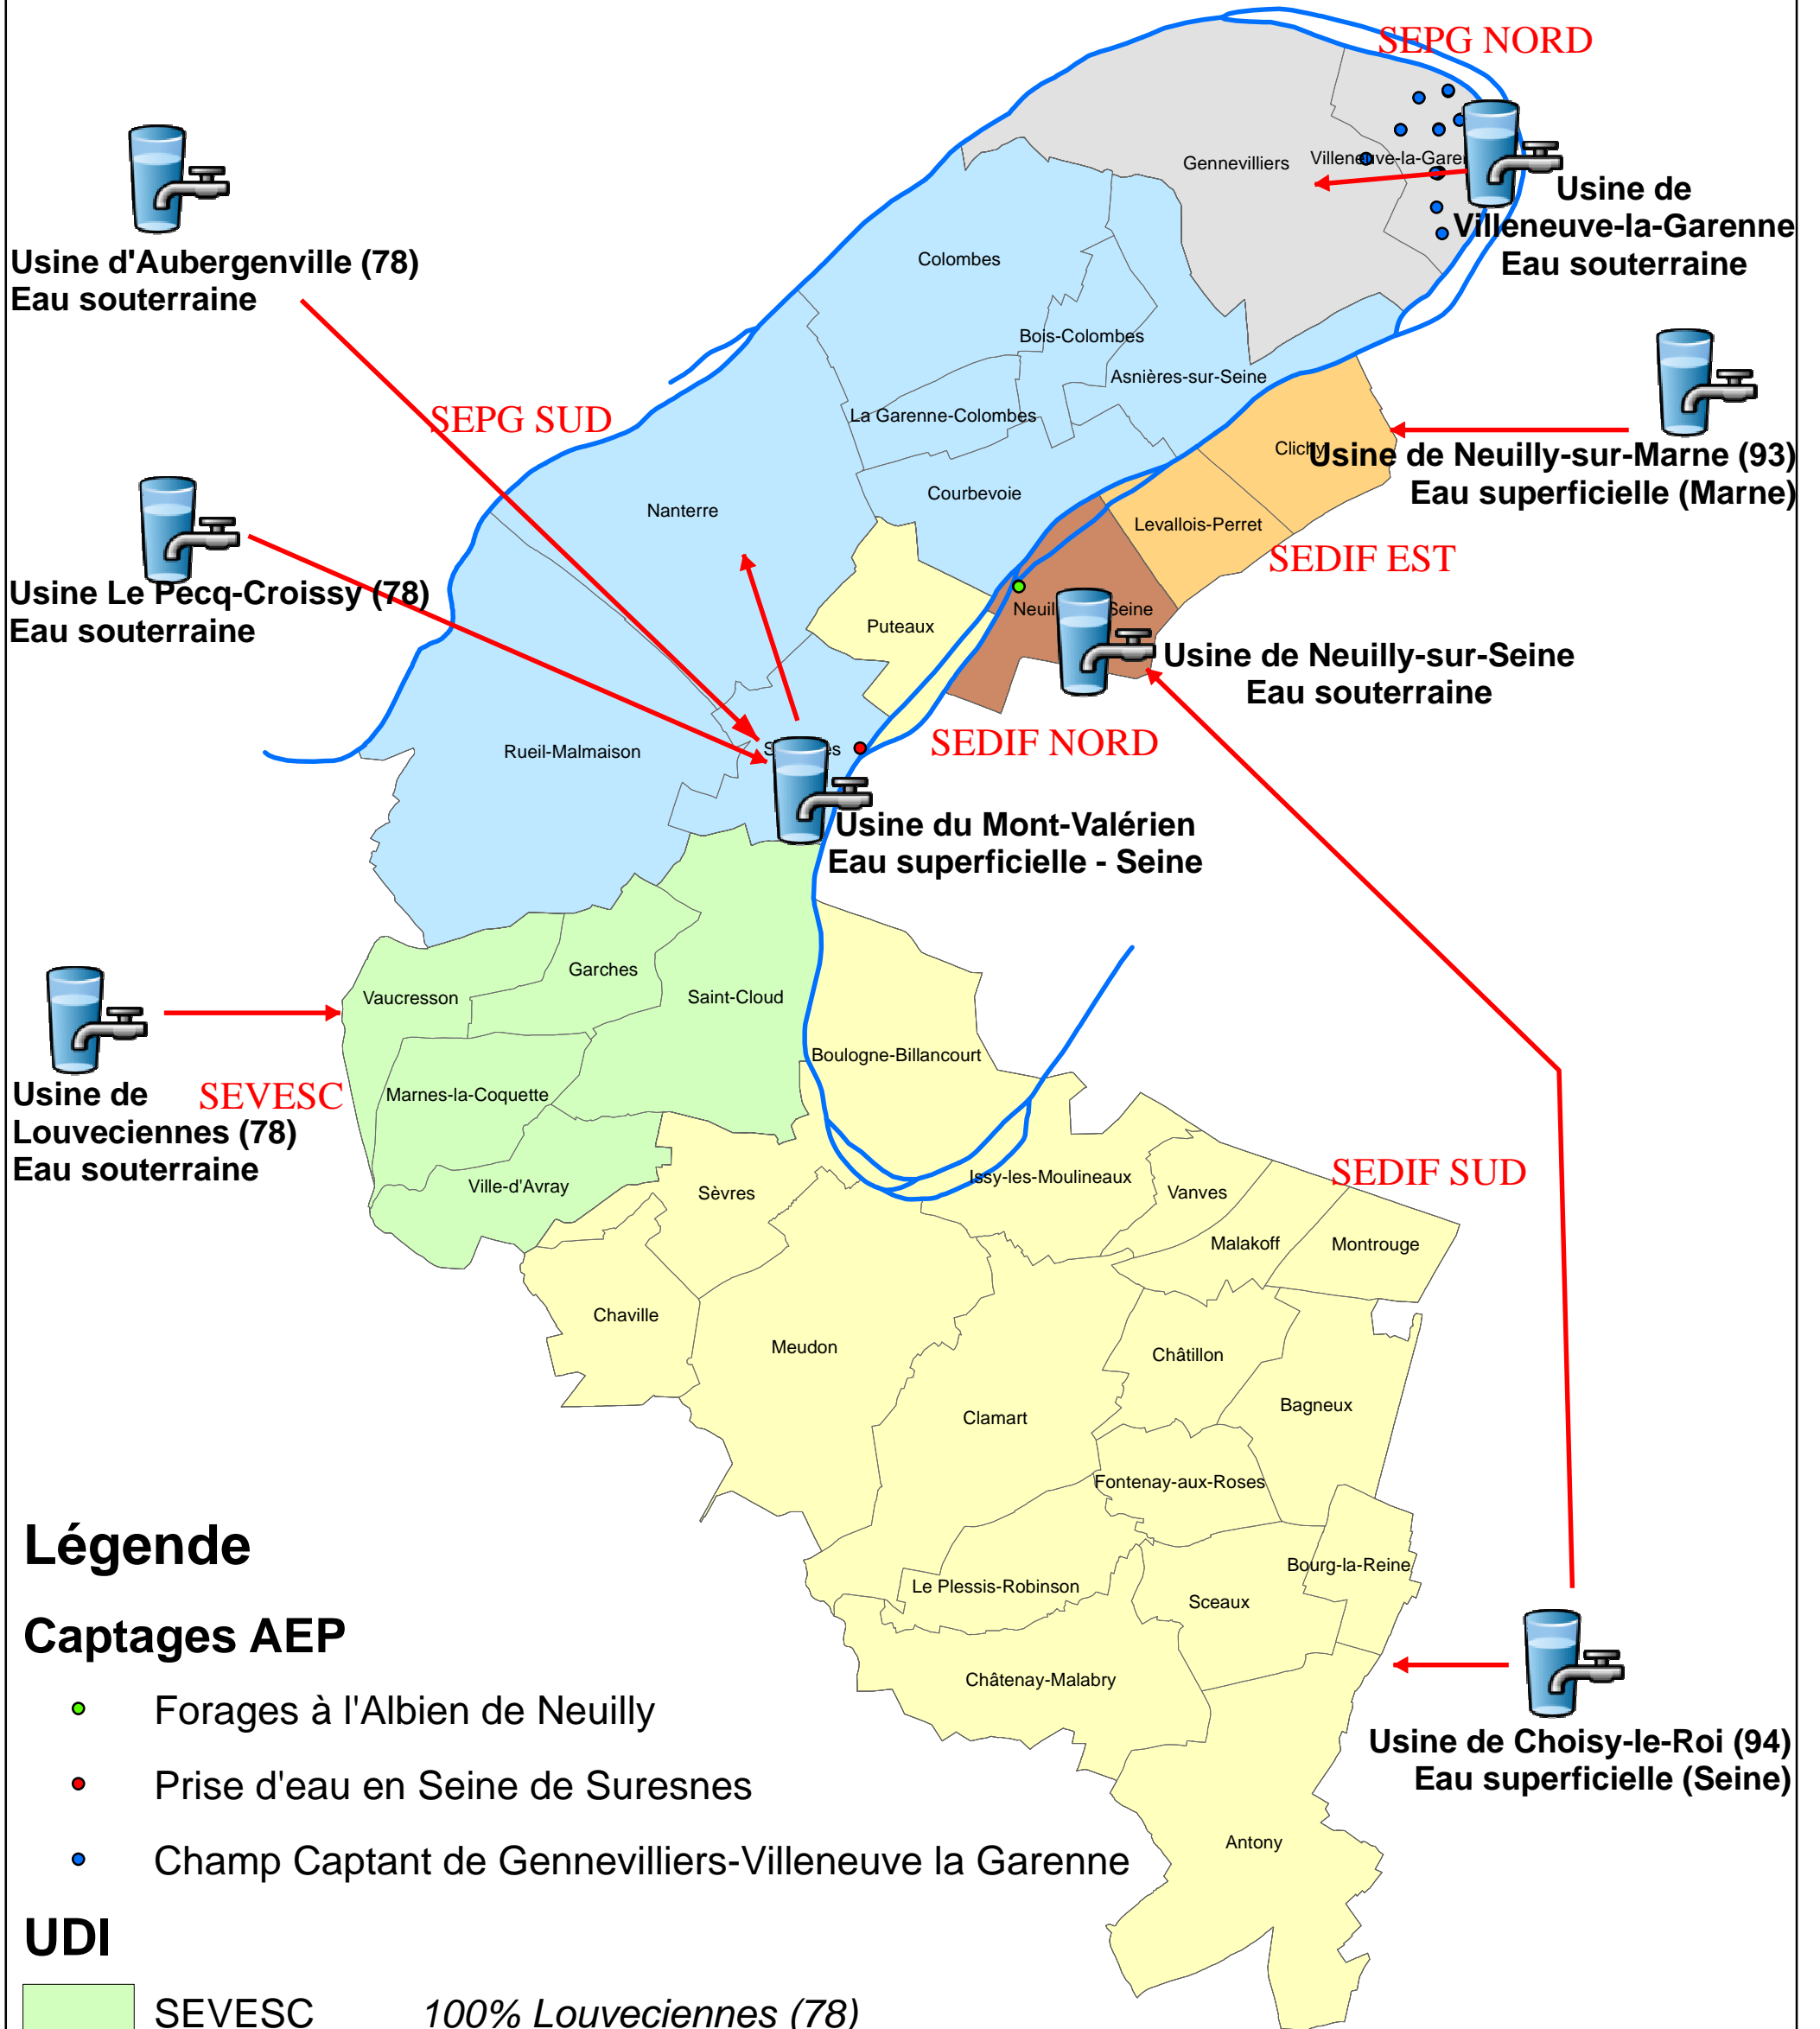 SEPG NORD
Gennevilliers
Villeneuve-la-Gare
Usine de
Villeneuve-la-Garenne
Eau souterraine
Usine d'Aubergenville (78)
Eau souterraine
Colombes
Bois-Colombes
Asnières-sur-Seine
La Garenne-Colombes
SEPG SUD
Clichy
Usine de Neuilly-sur-Marne (93)
Eau superficielle (Marne)
Courbevoie
Nanterre
Levallois-Perret
SEDIF EST
Usine Le Pecq-Croissy (78)
Eau souterraine
Puteaux
Neuil Seine
Usine de Neuilly-sur-Seine
Eau souterraine
SEDIF NORD
Rueil-Malmaison
Usine du Mont-Valérien
Eau superficielle - Seine
Garches
Vaucresson
Saint-Cloud
Boulogne-Billancourt
Marnes-la-Coquette
SEVESC
Usine de
Louveciennes (78)
Eau souterraine
Ville-d'Avray
Sèvres
Issy-les-Moulineaux
Vanves
SEDIF SUD
Malakoff
Montrouge
Chaville
Meudon
Châtillon
Bagneux
Clamart
Fontenay-aux-Roses
Bourg-la-Reine
Le Plessis-Robinson
Sceaux
Châtenay-Malabry
Usine de Choisy-le-Roi (94)
Eau superficielle (Seine)
Antony
Légende
Captages AEP
Forages à l'Albien de Neuilly
Prise d'eau en Seine de Suresnes
Champ Captant de Gennevilliers-Villeneuve la Garenne
UDI
SEVESC 100% Louveciennes (78)